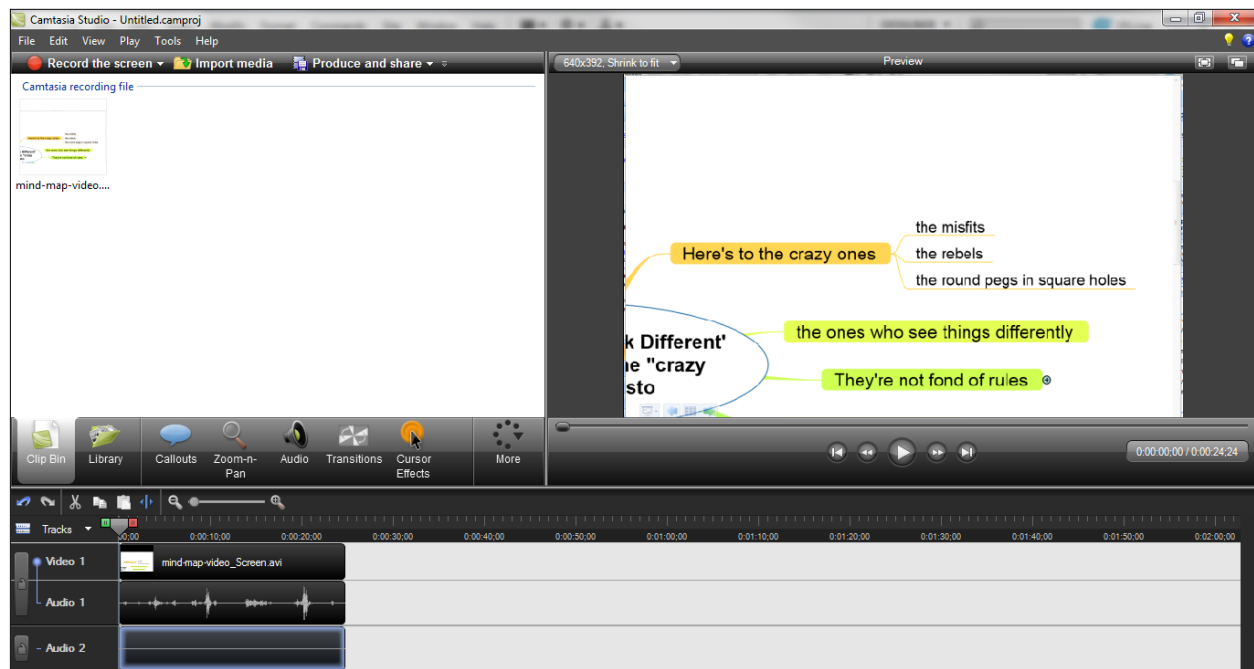 Camtasia Studio - Untitled.camproj
File Edit View Play Tools Help
Record the screen Import media Produce and share
640x392, Shrink to fit
Preview
Camtasia recording file
mind-map-video....
Here's to the crazy ones
the misfits
the rebels
the round pegs in square holes
the ones who see things differently
k Different'
ne "crazy
sto
They're not fond of rules
Clip Bin
Library
Callouts
Zoom-n-
Pan
Audio
Transitions
Cursor
Effects
More
0:00:00;00 / 0:00:24;24
Tracks
00;00 0:00:10;00 0:00:20;00 0:00:30;00 0:00:40;00 0:00:50;00 0:01:00;00 0:01:10;00 0:01:20;00 0:01:30;00 0:01:40;00 0:01:50;00 0:02:00;00
Video 1
mind-map-video_Screen.avi
Audio 1
Audio 2